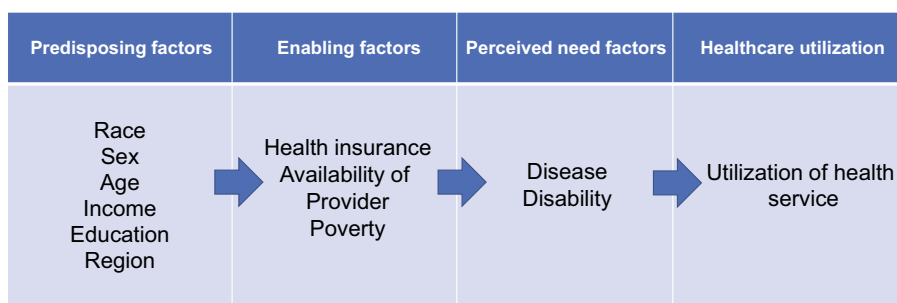 Predisposing factors
Enabling factors
Perceived need factors
Healthcare utilization
Race
Sex
Age
Income
Education
Region
Health insurance
Availability of
Provider
Poverty
Disease
Disability
Utilization of health
service